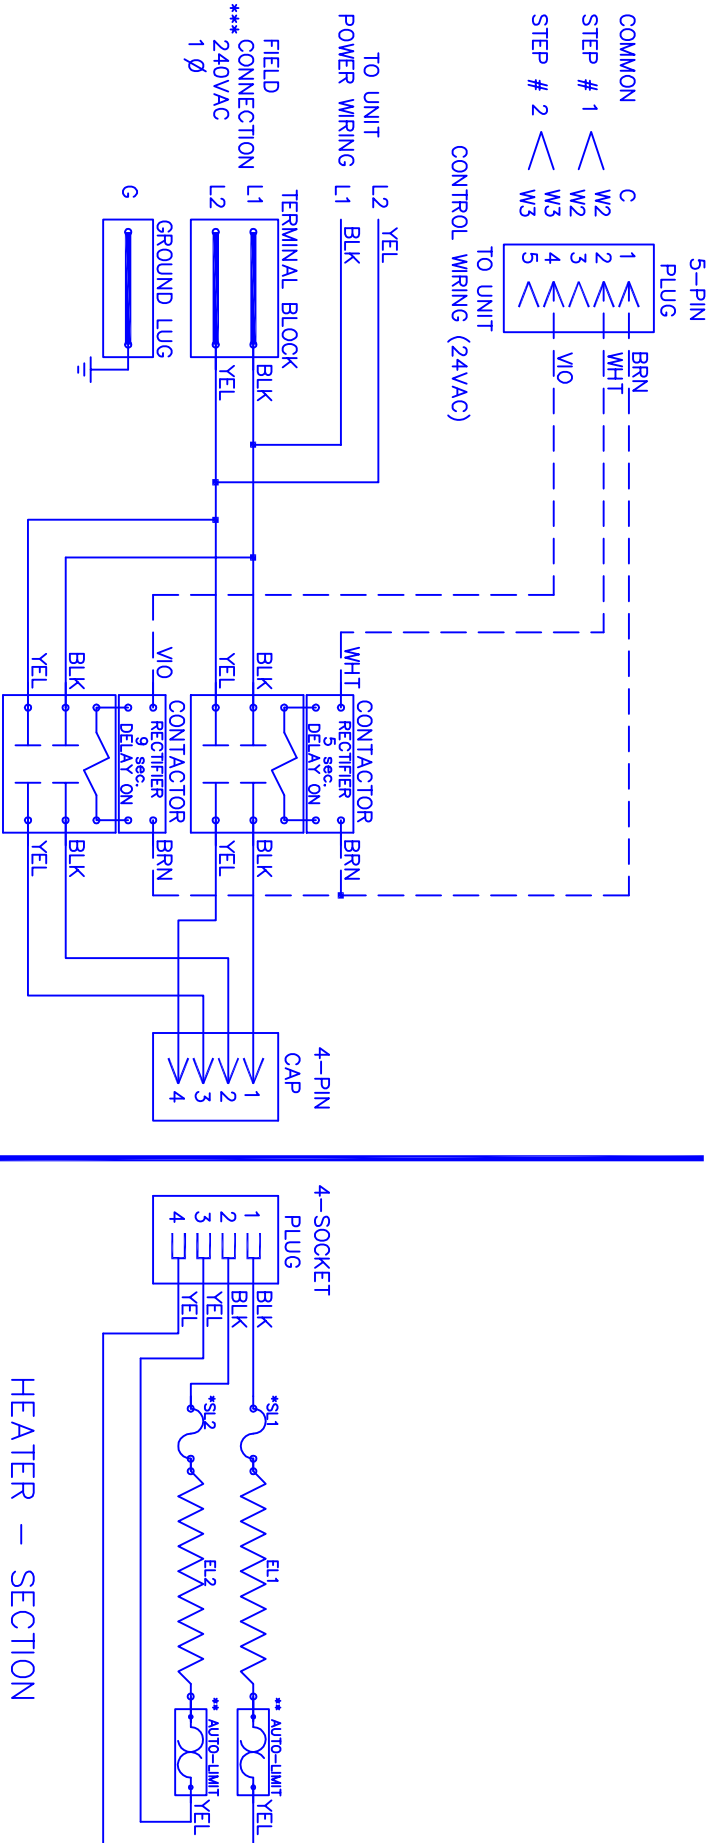 5-PIN
PLUG
COMMON
STEP # 1
STEP # 2
C
W2
W2
W3
W3
1
2
3
4
5
BRN
WHT
VIO
TO UNIT
CONTROL WIRING (24VAC)
TO UNIT
POWER WIRING
L2
L1
YEL
BLK
FIELD
*** CONNECTION
240VAC
1 Ø
TERMINAL BLOCK
L1
L2
BLK
YEL
GROUND LUG
G
WHT
CONTACTOR
RECTIFIER
5 sec.
DELAY ON
BRN
BLK
YEL
BLK
YEL
VIO
CONTACTOR
RECTIFIER
9 sec.
DELAY ON
BRN
BLK
YEL
BLK
YEL
4-PIN
CAP
1
2
3
4
4-SOCKET
PLUG
1
2
3
4
BLK
BLK
YEL
YEL
*SL1
EL1
** AUTO-LIMIT
YEL
*SL2
EL2
** AUTO-LIMIT
YEL
HEATER - SECTION